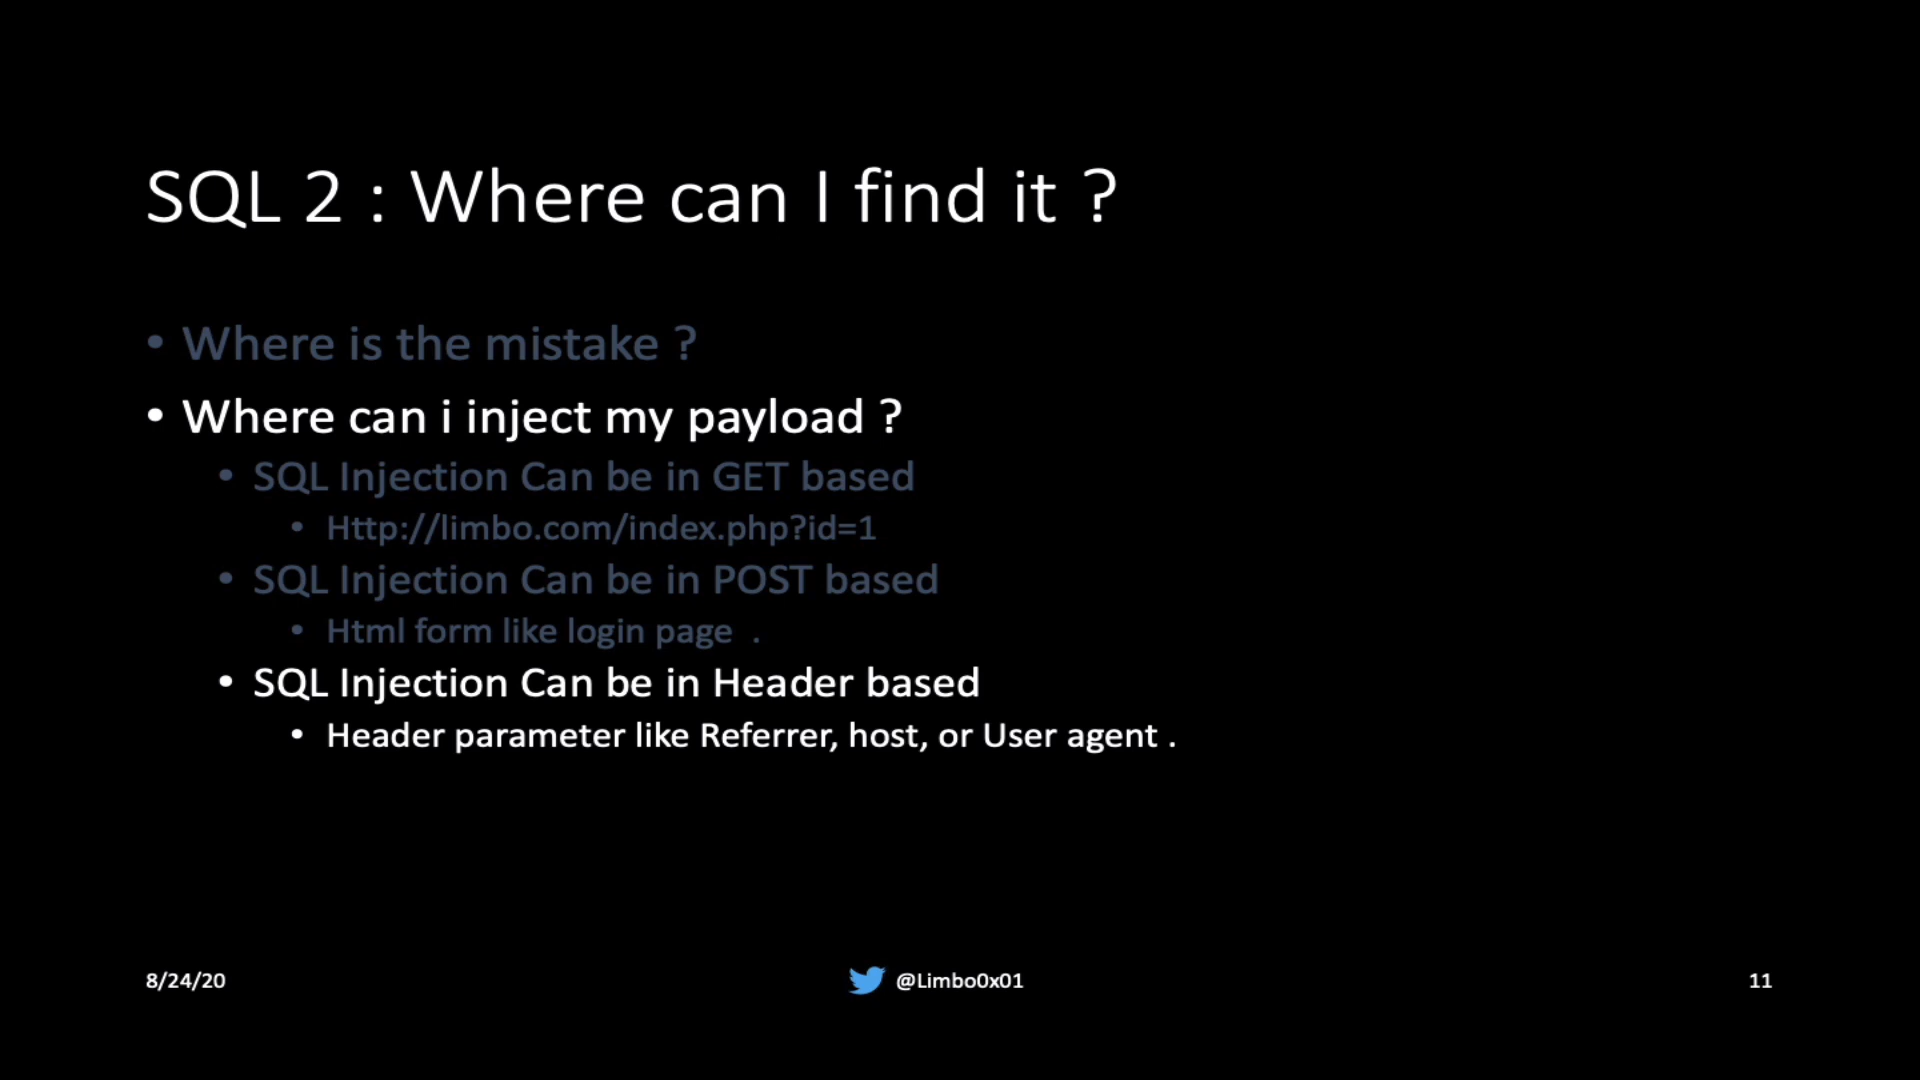 SQL 2 : Where can I find it ?
• Where is the mistake ?
• Where can i inject my payload ?
• SQL Injection Can be in GET based
• Http://limbo.com/index.php?id=1
• SQL Injection Can be in POST based
• Html form like login page  .
• SQL Injection Can be in Header based
• Header parameter like Referrer, host, or User agent .
8/24/20
@Limbo0x01
11